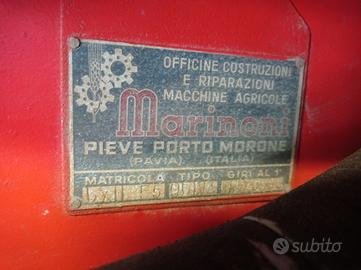 OFFICINE COSTRUZIONI
E RIPARAZIONI
MACCHINE AGRICOLE
Marinoni
PIEVE PORTO MORONE
(PAVIA) (ITALIA)
MATRICOLA TIPO GIRI AL 1'
subito